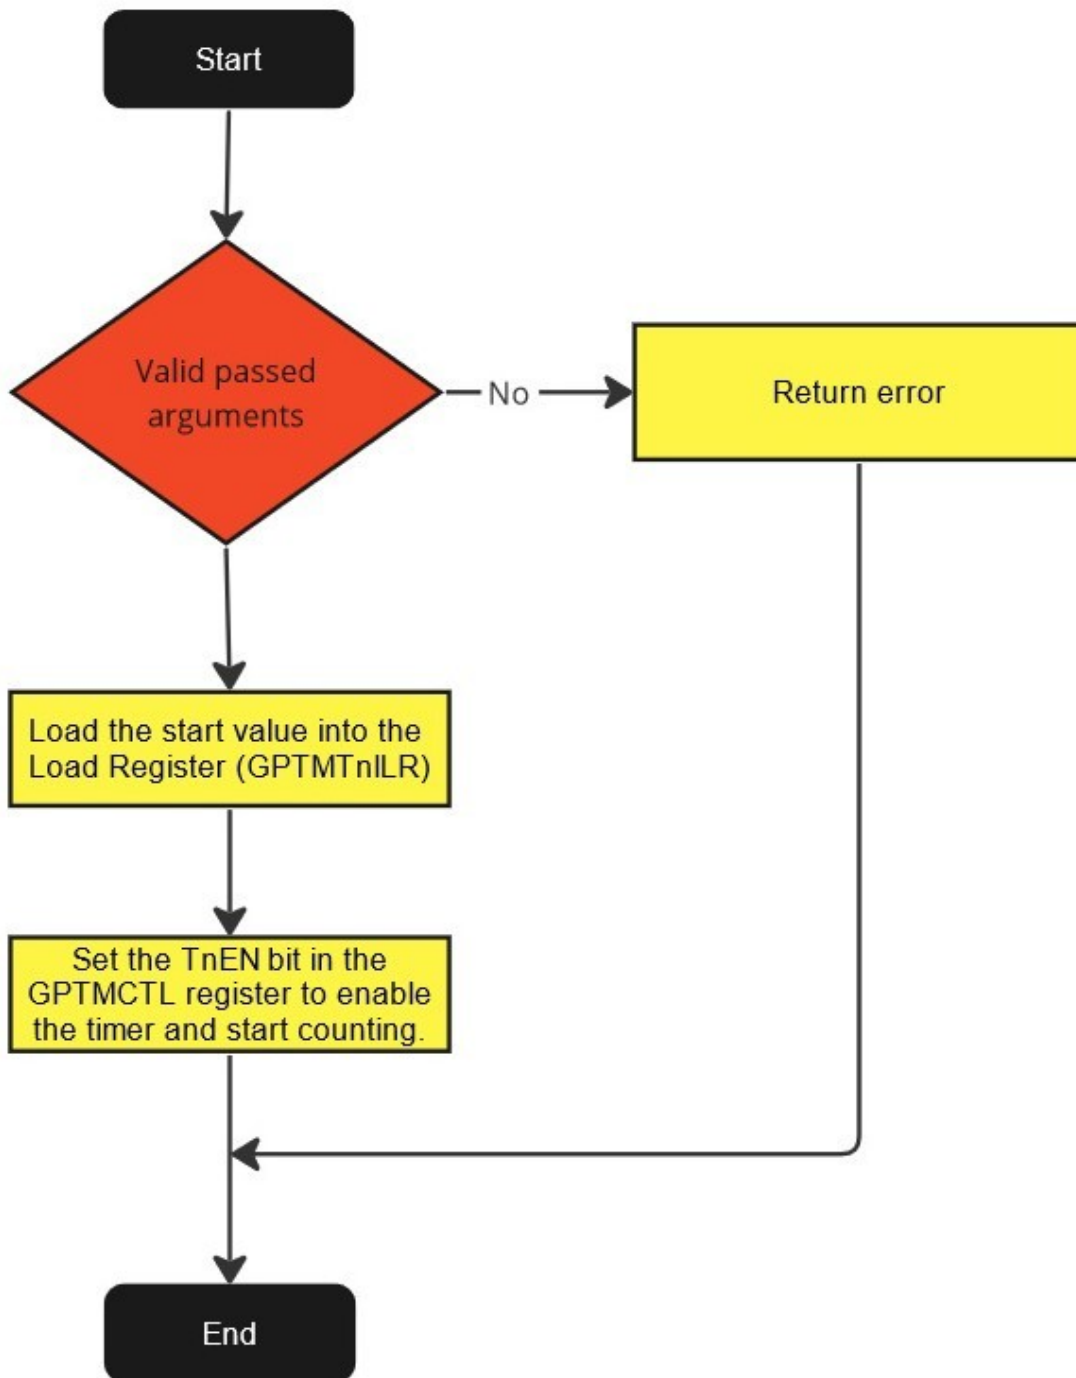 Start
Valid passed
arguments
No
Return error
Load the start value into the
Load Register (GPTMTnILR)
Set the TnEN bit in the
GPTMCTL register to enable
the timer and start counting.
End